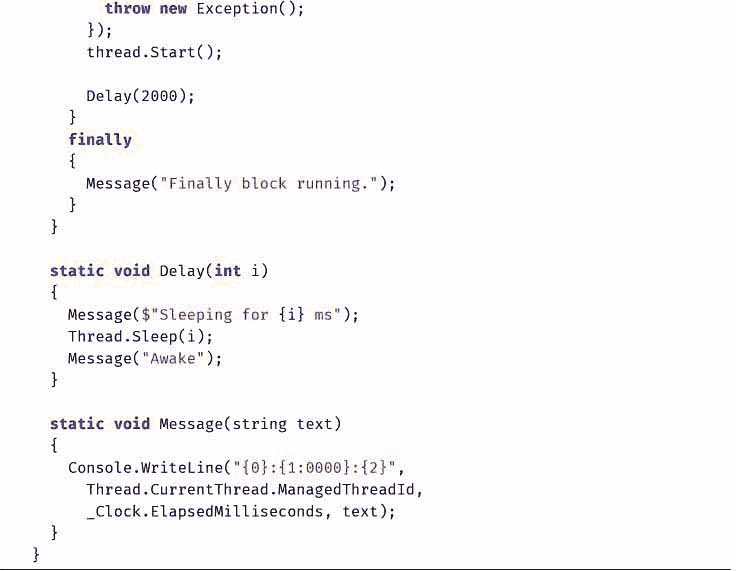 throw new Exception();
});
thread.Start();
Delay(2000);
}
finally
{
Message("Finally block running.");
}
}
static void Delay(int i)
{
Message($"Sleeping for {i} ms");
Thread.Sleep(i);
Message("Awake");
}
static void Message(string text)
{
Console.WriteLine("{0}:{1:0000}:{2}",
Thread.CurrentThread.ManagedThreadId,
_Clock.ElapsedMilliseconds, text);
}
}